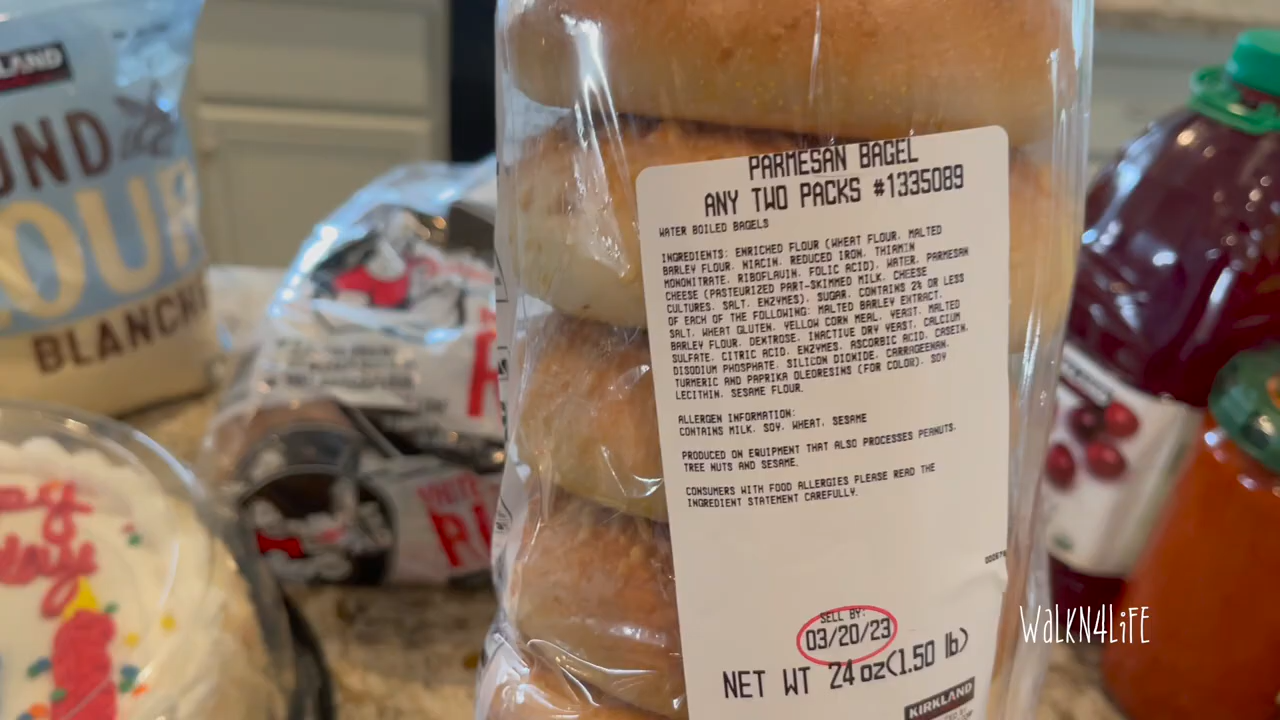 PARMESAN BAGEL
ANY TWO PACKS #1335089
WATER BOILED BAGELS
INGREDIENTS: ENRICHED FLOUR (WHEAT FLOUR, MALTED
BARLEY FLOUR, NIACIN, REDUCED IRON, THIAMIN
MONONITRATE, RIBOFLAVIN, FOLIC ACID), WATER, PARMESAN
CHEESE (PASTEURIZED PART-SKIMMED MILK, CHEESE
CULTURES, SALT, ENZYMES), SUGAR, CONTAINS 2% OR LESS
OF EACH OF THE FOLLOWING: MALTED BARLEY EXTRACT,
SALT, WHEAT GLUTEN, YELLOW CORN MEAL, YEAST, MALTED
BARLEY FLOUR, DEXTROSE, INACTIVE DRY YEAST, CALCIUM
SULFATE, CITRIC ACID, ENZYMES, ASCORBIC ACID, CASEIN,
DISODIUM PHOSPHATE, SILICON DIOXIDE, CARRAGEENAN,
TURMERIC AND PAPRIKA OLEORESINS (FOR COLOR), SOY
LECITHIN, SESAME FLOUR.
ALLERGEN INFORMATION:
CONTAINS MILK, SOY, WHEAT, SESAME
PRODUCED ON EQUIPMENT THAT ALSO PROCESSES PEANUTS,
TREE NUTS AND SESAME.
CONSUMERS WITH FOOD ALLERGIES PLEASE READ THE
INGREDIENT STATEMENT CAREFULLY.
SELL BY:
03/20/23
NET WT 24 oz(1.50 lb)
KIRKLAND
LAND
UND
OUR
BLANCH
WALKN4LIFE